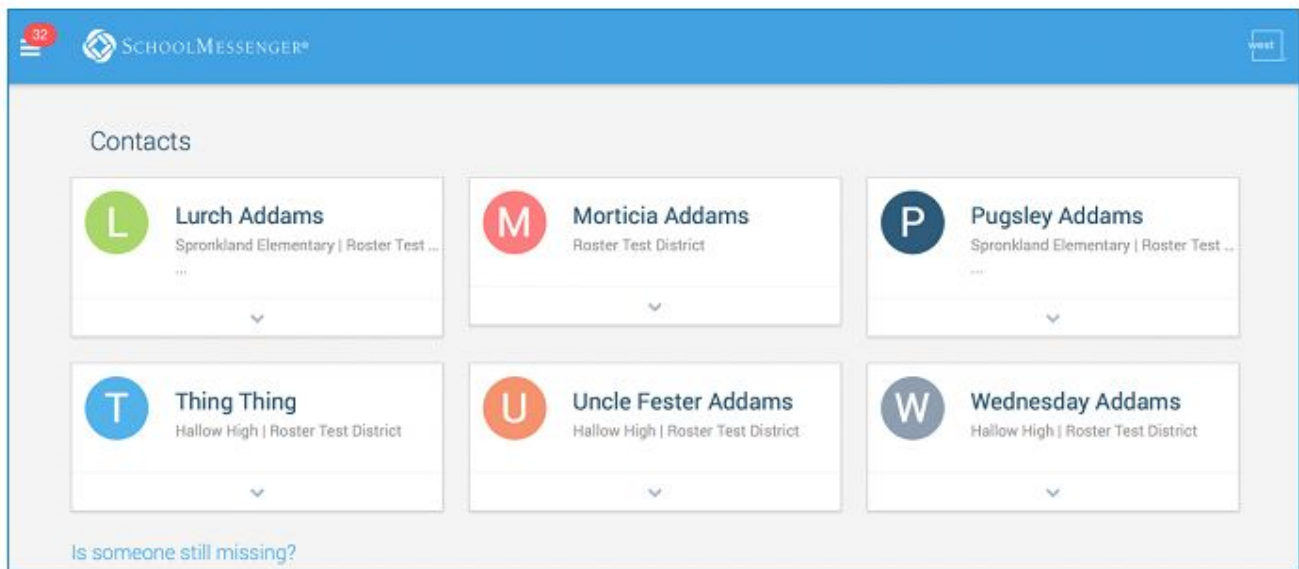 32
SCHOOLMESSENGER®
west
Contacts
L
Lurch Addams
Spronkland Elementary | Roster Test ...
...
M
Morticia Addams
Roster Test District
P
Pugsley Addams
Spronkland Elementary | Roster Test ...
...
T
Thing Thing
Hallow High | Roster Test District
U
Uncle Fester Addams
Hallow High | Roster Test District
W
Wednesday Addams
Hallow High | Roster Test District
Is someone still missing?